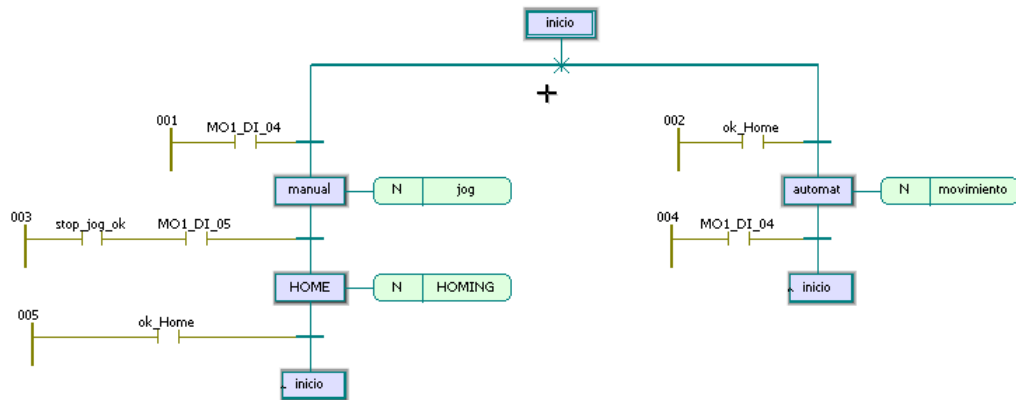 inicio
001
MO1_DI_04
002
ok_Home
manual
N
jog
automat
N
movimiento
003
stop_jog_ok
MO1_DI_05
004
MO1_DI_04
HOME
N
HOMING
inicio
005
ok_Home
inicio